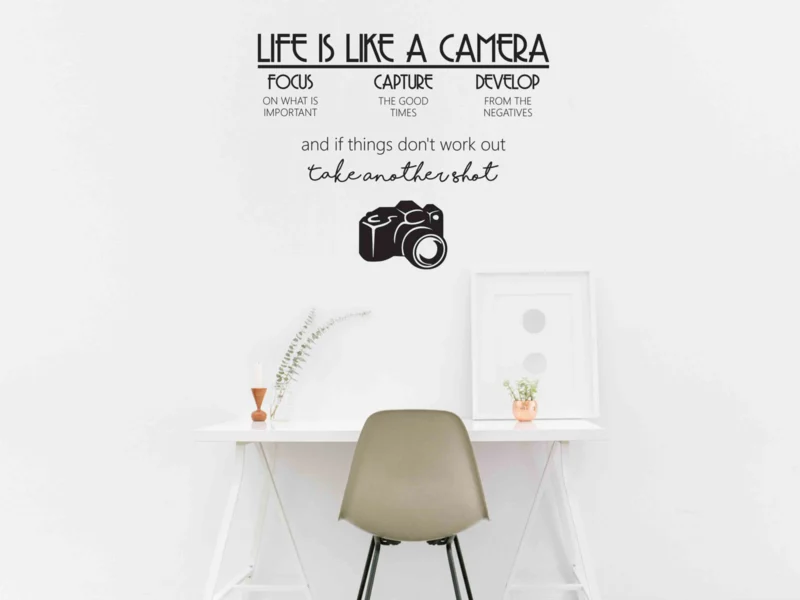 LIFE IS LIKE A CAMERA
FOCUS
ON WHAT IS
IMPORTANT
CAPTURE
THE GOOD
TIMES
DEVELOP
FROM THE
NEGATIVES
and if things don't work out
take another shot